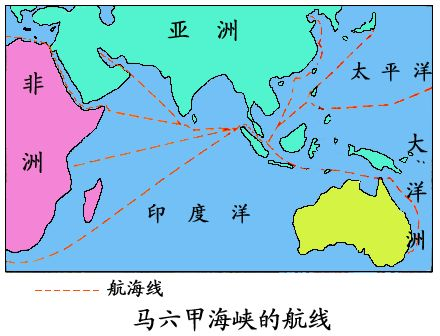 亚洲
太平洋
非洲
大洋洲
印度洋
航海线
马六甲海峡的航线